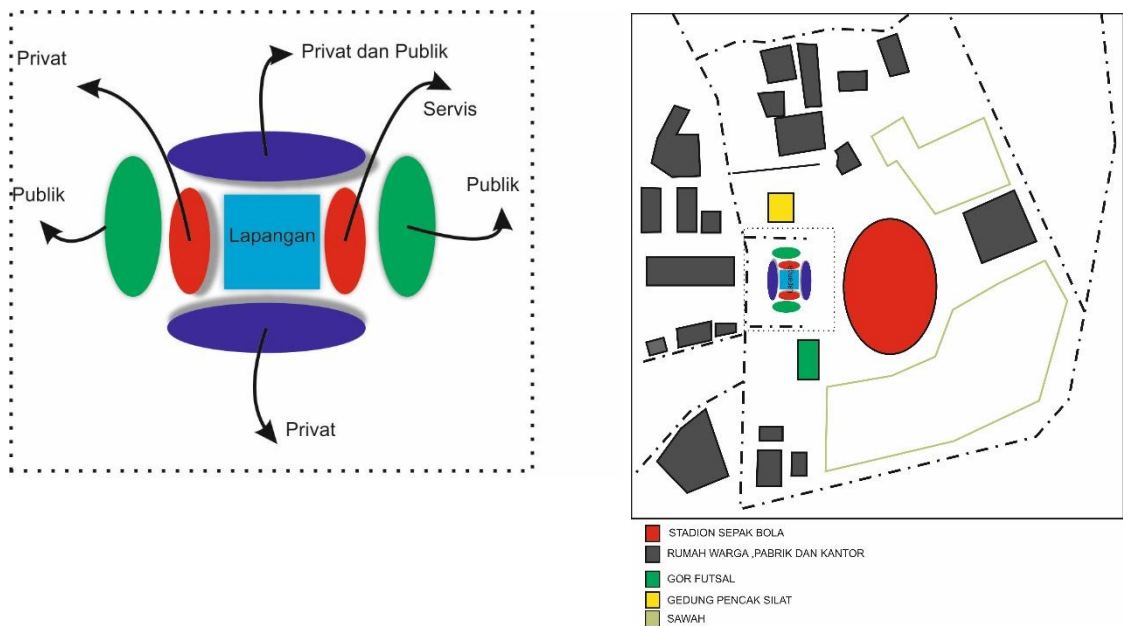 Privat dan Publik
Privat
Servis
Publik
Publik
Lapangan
Privat
STADION SEPAK BOLA
RUMAH WARGA ,PABRIK DAN KANTOR
GOR FUTSAL
GEDUNG PENCAK SILAT
SAWAH